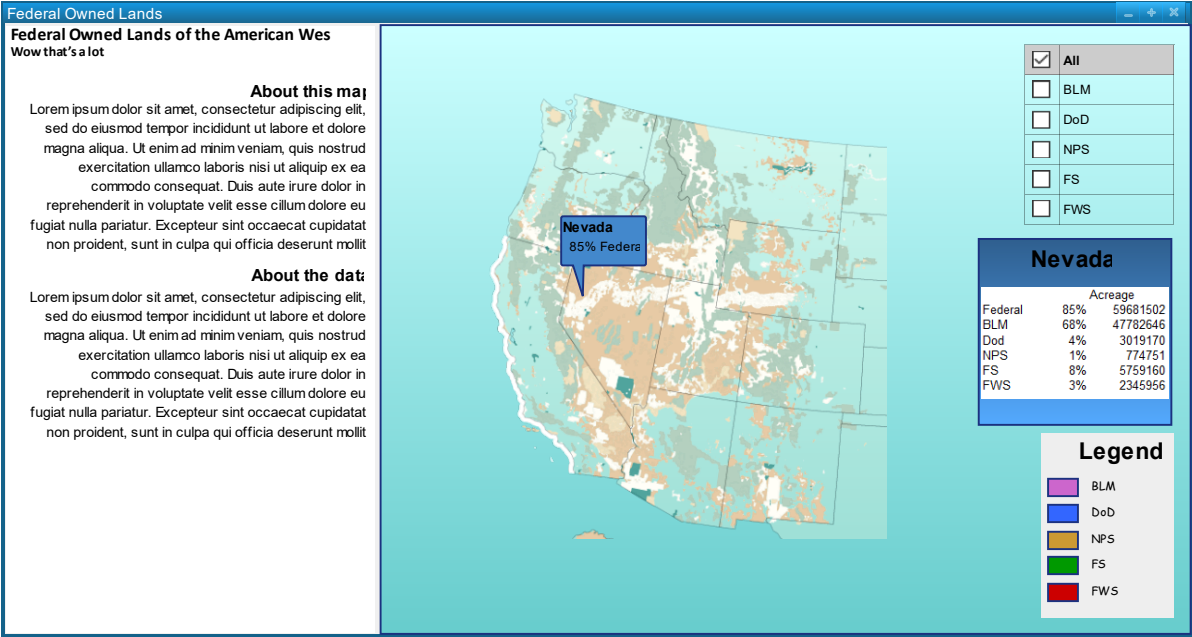 Federal Owned Lands
Federal Owned Lands of the American Wes
Wow that's a lot
About this map
Lorem ipsum dolor sit amet, consectetur adipiscing elit,
sed do eiusmod tempor incididunt ut labore et dolore
magna aliqua. Ut enim ad minim veniam, quis nostrud
exercitation ullamco laboris nisi ut aliquip ex ea
commodo consequat. Duis aute irure dolor in
reprehenderit in voluptate velit esse cillum dolore eu
fugiat nulla pariatur. Excepteur sint occaecat cupidatat
non proident, sunt in culpa qui officia deserunt mollit
About the data
Lorem ipsum dolor sit amet, consectetur adipiscing elit,
sed do eiusmod tempor incididunt ut labore et dolore
magna aliqua. Ut enim ad minim veniam, quis nostrud
exercitation ullamco laboris nisi ut aliquip ex ea
commodo consequat. Duis aute irure dolor in
reprehenderit in voluptate velit esse cillum dolore eu
fugiat nulla pariatur. Excepteur sint occaecat cupidatat
non proident, sunt in culpa qui officia deserunt mollit
Nevada
85% Federa
All
BLM
DoD
NPS
FS
FWS
Nevada
Acreage
Federal 85% 59681502
BLM 68% 47782646
Dod 4% 3019170
NPS 1% 774751
FS 8% 5759160
FWS 3% 2345956
Legend
BLM
DoD
NPS
FS
FWS